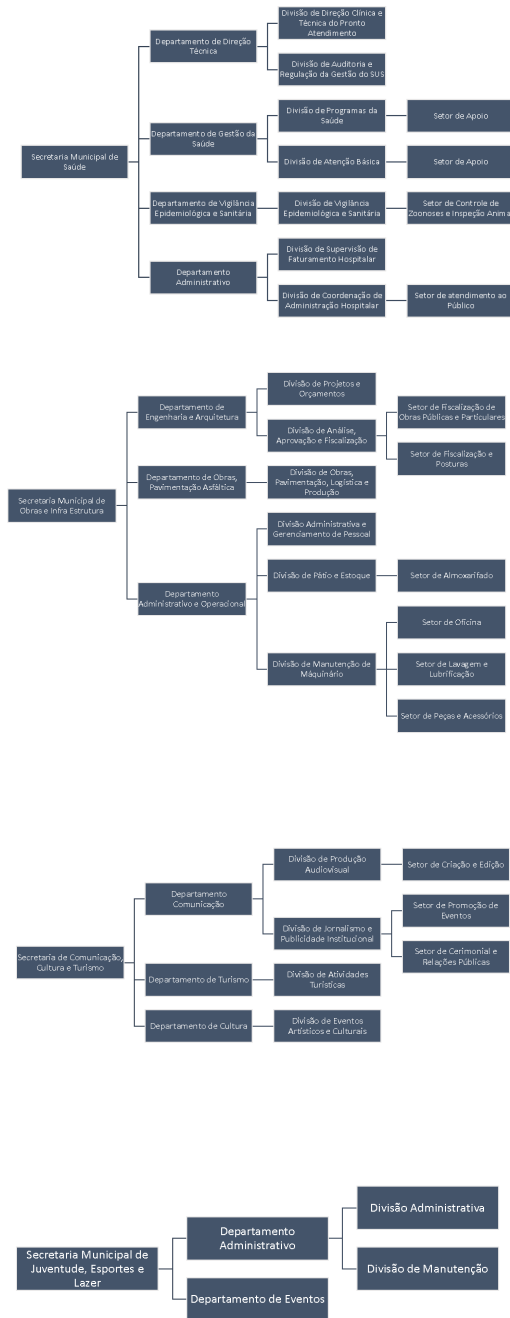 Divisão de Direção Clínica e
Técnica do Pronto
Atendimento
Departamento de Direção
Técnica
Divisão de Auditoria e
Regulação da Gestão do SUS
Divisão de Programas da
Saúde
Setor de Apoio
Departamento de Gestão da
Saúde
Secretaria Municipal de
Saúde
Divisão de Atenção Básica
Setor de Apoio
Departamento de Vigilância
Epidemiológica e Sanitária
Divisão de Vigilância
Epidemiológica e Sanitária
Setor de Controle de
Zoonoses e Inspeção Anima
Divisão de Supervisão de
Faturamento Hospitalar
Departamento
Administrativo
Divisão de Coordenação de
Administração Hospitalar
Setor de atendimento ao
Público
Divisão de Projetos e
Orçamentos
Departamento de
Engenharia e Arquitetura
Setor de Fiscalização de
Obras Públicas e Particulares
Divisão de Análise,
Aprovação e Fiscalização
Setor de Fiscalização e
Posturas
Departamento de Obras,
Pavimentação Asfáltica
Divisão de Obras,
Pavimentação, Logística e
Produção
Secretaria Municipal de
Obras e Infra Estrutura
Divisão Administrativa e
Gerenciamento de Pessoal
Departamento
Administrativo e Operacional
Divisão de Pátio e Estoque
Setor de Almoxarifado
Setor de Oficina
Divisão de Manutenção de
Máquinário
Setor de Lavagem e
Lubrificação
Setor de Peças e Acessórios
Divisão de Produção
Audiovisual
Setor de Criação e Edição
Departamento
Comunicação
Divisão de Jornalismo e
Publicidade Institucional
Setor de Promoção de
Eventos
Setor de Cerimonial e
Relações Públicas
Secretaria de Comunicação,
Cultura e Turismo
Departamento de Turismo
Divisão de Atividades
Turisticas
Departamento de Cultura
Divisão de Eventos
Artísticos e Culturais
Divisão Administrativa
Departamento
Administrativo
Secretaria Municipal de
Juventude, Esportes e
Lazer
Divisão de Manutenção
Departamento de Eventos